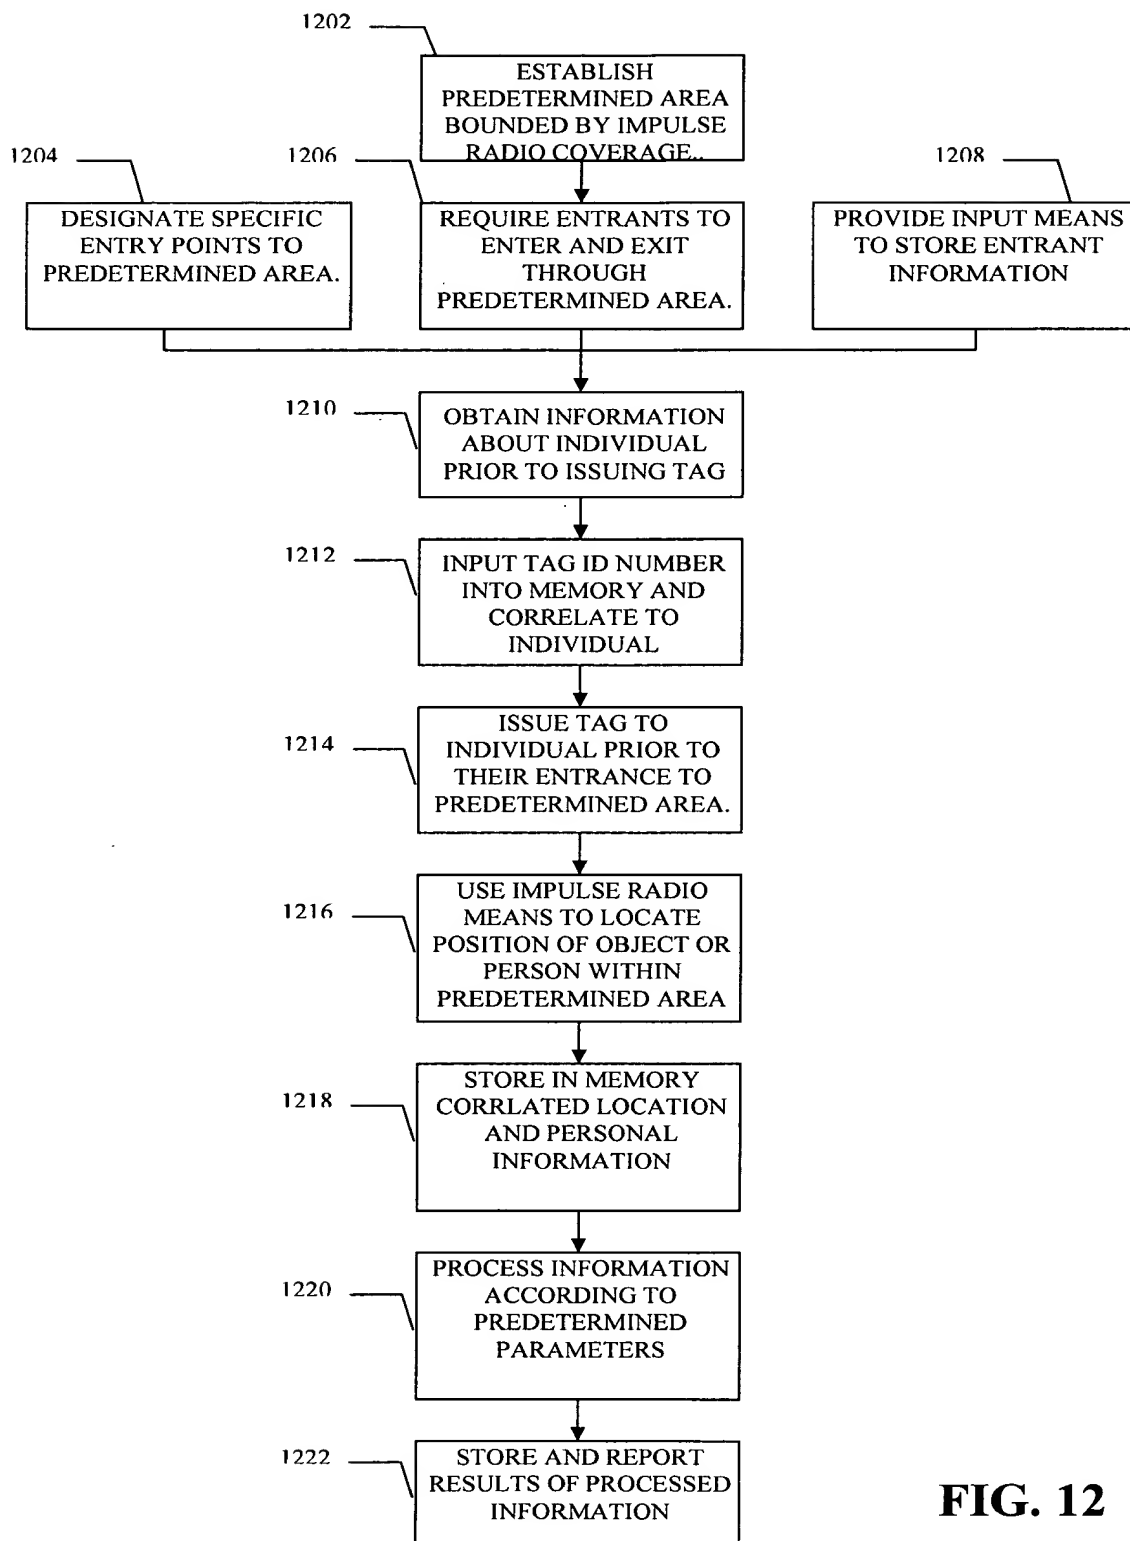 1202
ESTABLISH
PREDETERMINED AREA
BOUNDED BY IMPULSE
RADIO COVERAGE..
1204
DESIGNATE SPECIFIC
ENTRY POINTS TO
PREDETERMINED AREA.
1206
REQUIRE ENTRANTS TO
ENTER AND EXIT
THROUGH
PREDETERMINED AREA.
1208
PROVIDE INPUT MEANS
TO STORE ENTRANT
INFORMATION
1210
OBTAIN INFORMATION
ABOUT INDIVIDUAL
PRIOR TO ISSUING TAG
1212
INPUT TAG ID NUMBER
INTO MEMORY AND
CORRELATE TO
INDIVIDUAL
1214
ISSUE TAG TO
INDIVIDUAL PRIOR TO
THEIR ENTRANCE TO
PREDETERMINED AREA.
1216
USE IMPULSE RADIO
MEANS TO LOCATE
POSITION OF OBJECT OR
PERSON WITHIN
PREDETERMINED AREA
1218
STORE IN MEMORY
CORRLATED LOCATION
AND PERSONAL
INFORMATION
1220
PROCESS INFORMATION
ACCORDING TO
PREDETERMINED
PARAMETERS
1222
STORE AND REPORT
RESULTS OF PROCESSED
INFORMATION
FIG. 12